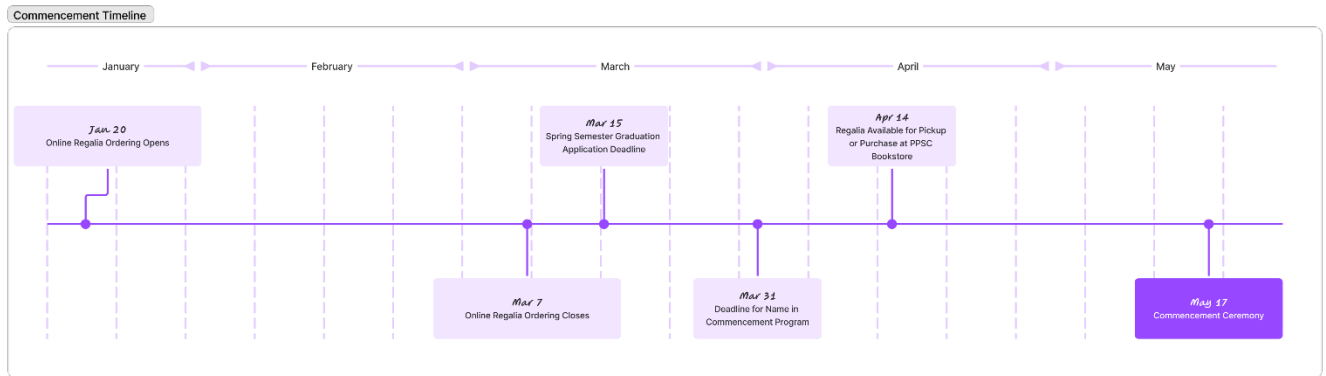 Commencement Timeline
January
February
March
April
May
Jan 20
Online Regalia Ordering Opens
Mar 15
Spring Semester Graduation
Application Deadline
Apr 14
Regalia Available for Pickup
or Purchase at PPSC
Bookstore
Mar 7
Online Regalia Ordering Closes
Mar 31
Deadline for Name in
Commencement Program
May 17
Commencement Ceremony